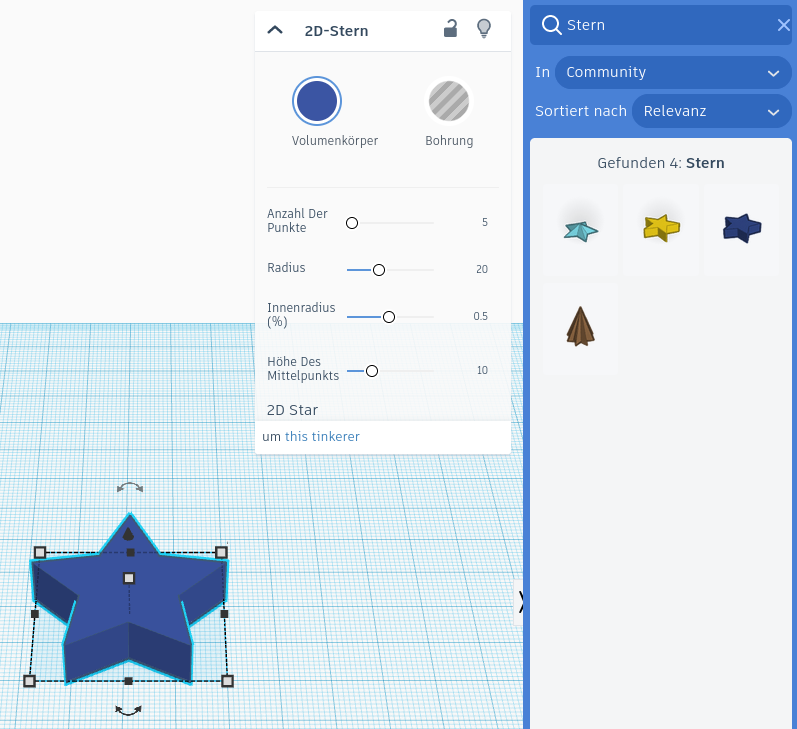 2D-Stern
Volumenkörper
Bohrung
Anzahl Der
Punkte
5
Radius
20
Innenradius
(%)
0.5
Höhe Des
Mittelpunkts
10
2D Star
um this tinkerer
Stern
In Community
Sortiert nach Relevanz
Gefunden 4: Stern